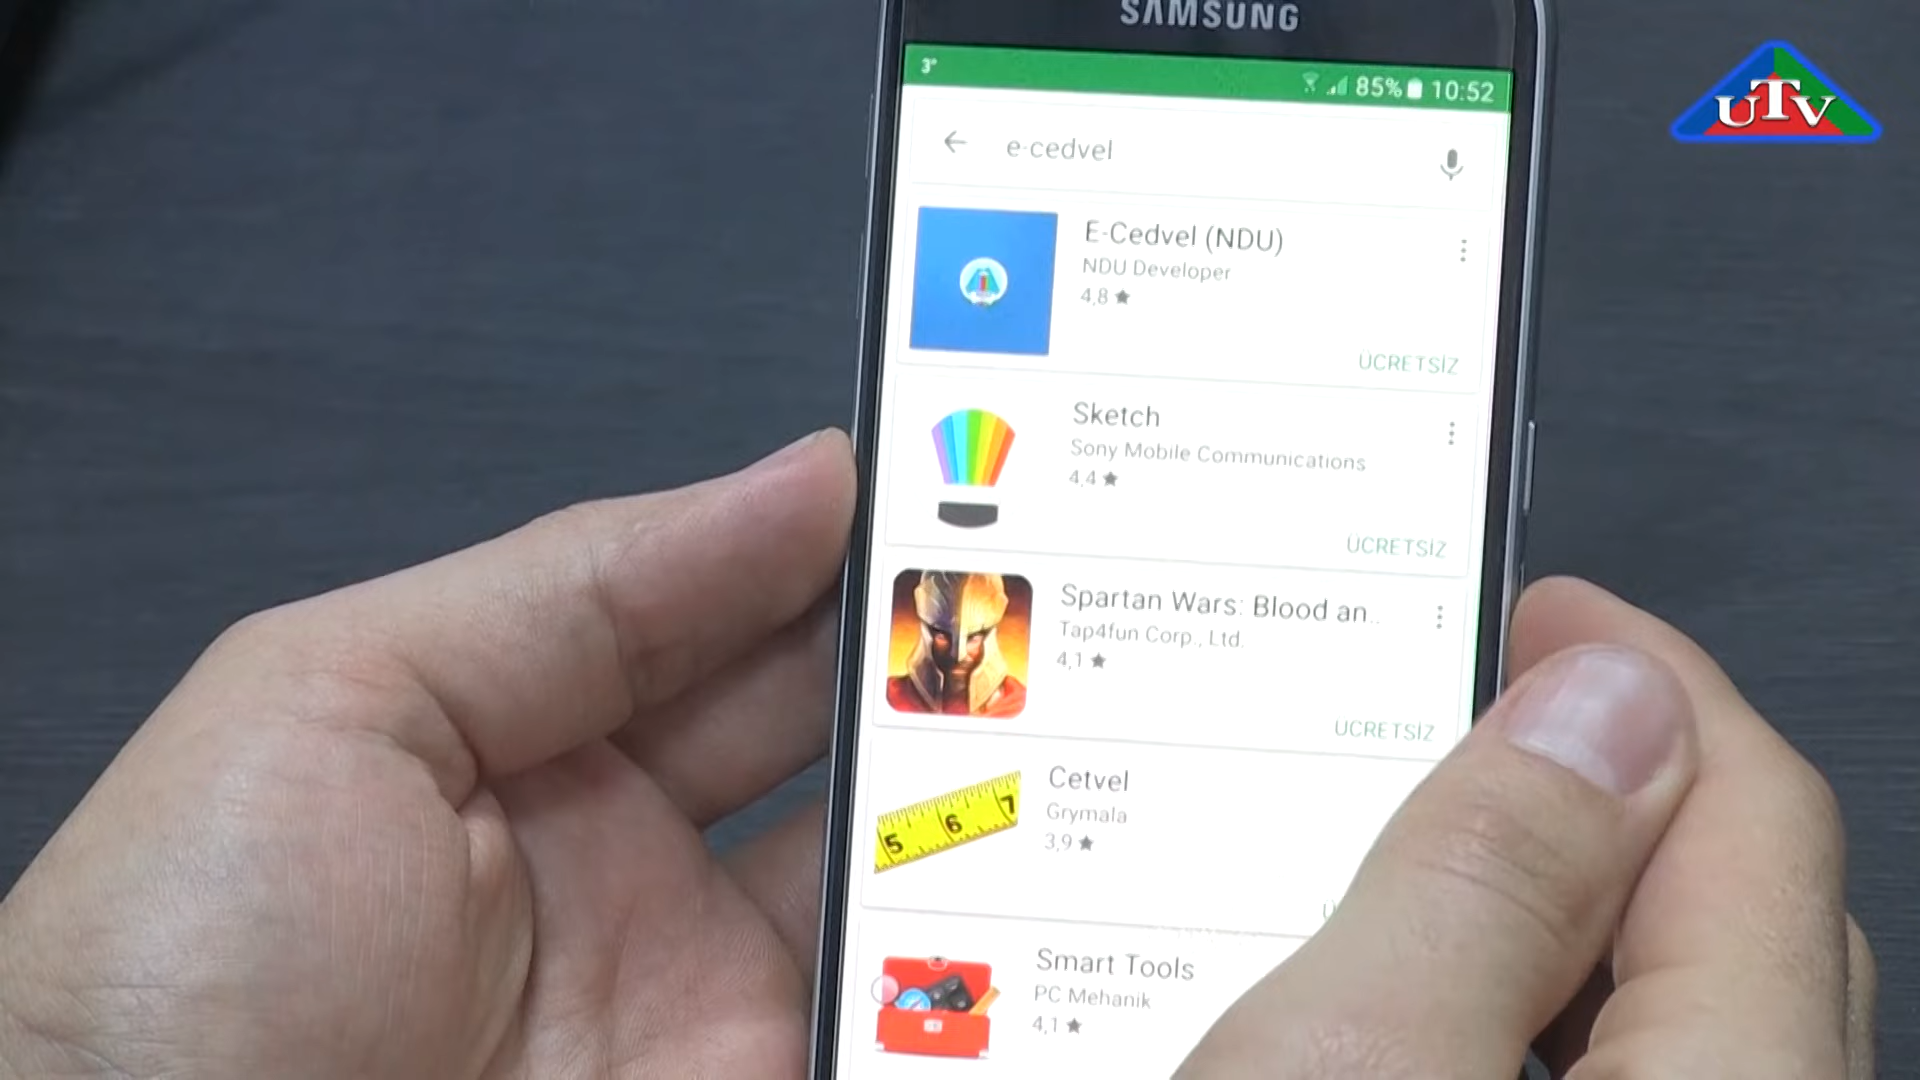 SAMSUNG
UTV
3°
85% 10:52
e-cedvel
E-Cedvel (NDU)
NDU Developer
4,8
ÜCRETSİZ
Sketch
Sony Mobile Communications
4,4
ÜCRETSİZ
Spartan Wars: Blood an..
Tap4fun Corp., Ltd.
4,1
ÜCRETSİZ
Cetvel
Grymala
3,9
5 6 7
Smart Tools
PC Mehanik
4,1